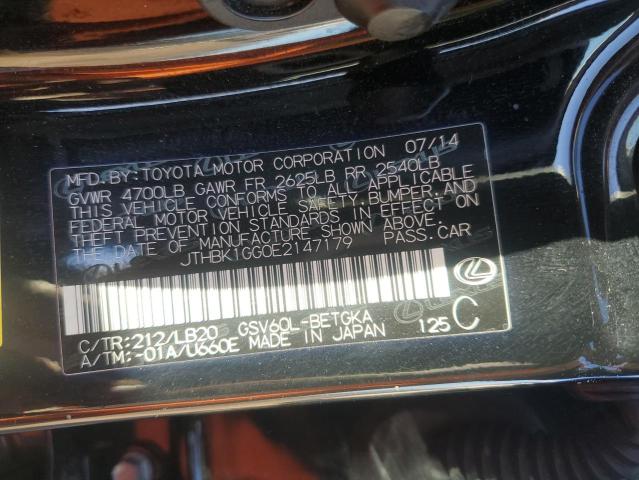 MFD.BY:TOYOTA MOTOR CORPORATION 07/14
GVWR 4700LB GAWR FR 2625LB RR 2540LB
THIS VEHICLE CONFORMS TO ALL APPLICABLE
FEDERAL MOTOR VEHICLE SAFETY,BUMPER,AND
THEFT PREVENTION STANDARDS IN EFFECT ON
THE DATE OF MANUFACTURE SHOWN ABOVE.
JTHBK1GG0E2147179 PASS.CAR
C/TR:212/LB20 GSV60L-BETGKA 125 C
A/TM:-01A/U660E MADE IN JAPAN